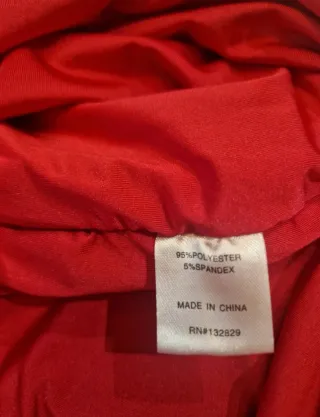 95%POLYESTER
5%SPANDEX
MADE IN CHINA
RN#132829